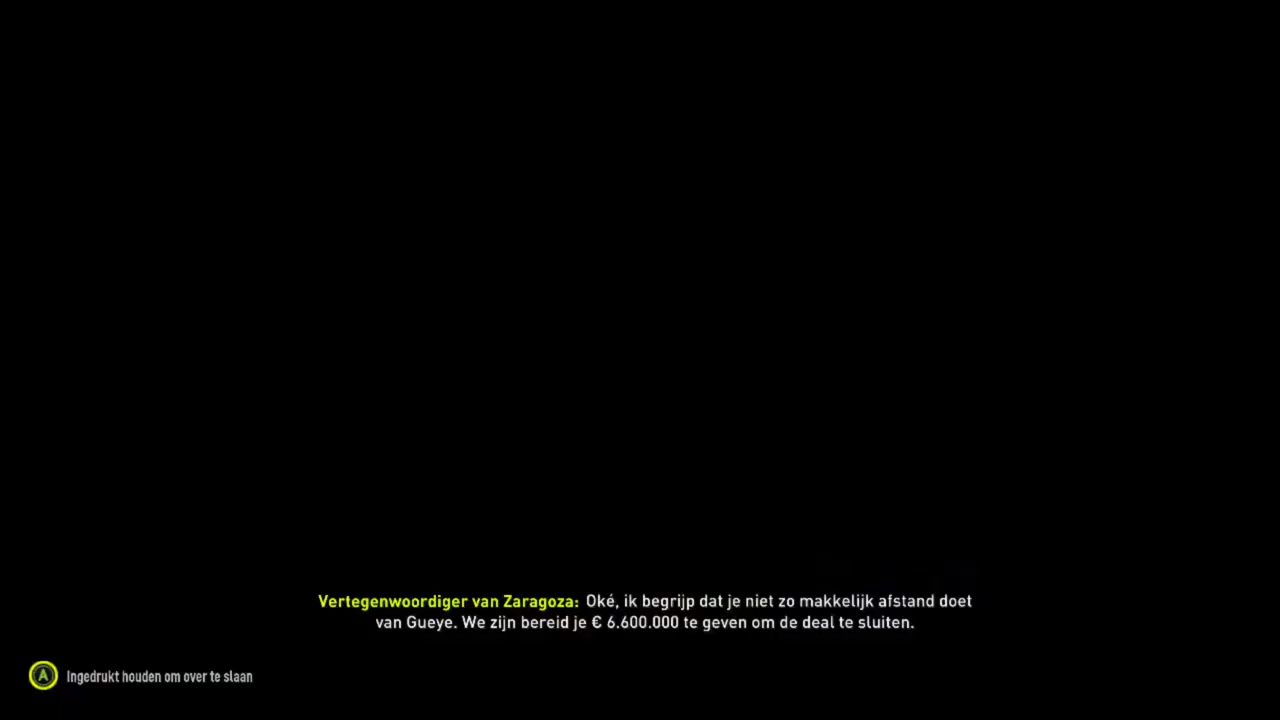 Vertegenwoordiger van Zaragoza: Oké, ik begrijp dat je niet zo makkelijk afstand doet
van Gueye. We zijn bereid je € 6.600.000 te geven om de deal te sluiten.
A Ingedrukt houden om over te slaan